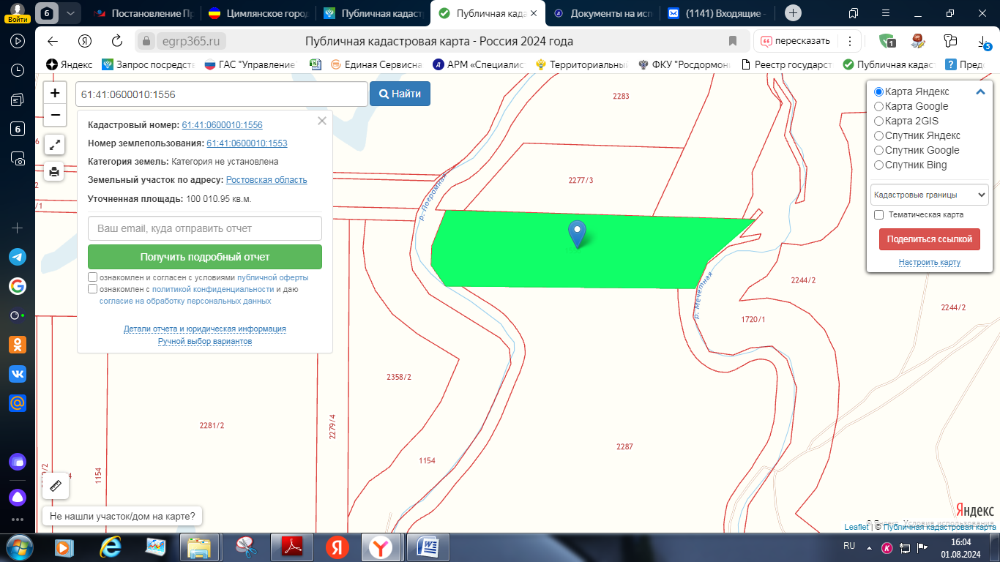 Войти
6
Постановление Пр
Цимлянское город
Публичная кадаст
Публичная када
Документы на исп
(1141) Входящие -
egrp365.ru
Публичная кадастровая карта - Россия 2024 года
пересказать
1
5
Яндекс
Запрос посредств
ГАС "Управление
Единая Сервисна
АРМ «Специалис
Территориальный
ФКУ "Росдормон
Реестр государст
Публичная кадаст
Пред
6
+
−
61:41:0600010:1556
Найти
Кадастровый номер: 61:41:0600010:1556
Номер землепользования: 61:41:0600010:1553
Категория земель: Категория не установлена
Земельный участок по адресу: Ростовская область
Уточненная площадь: 100 010.95 кв.м.
Ваш email, куда отправить отчет
Получить подробный отчет
ознакомлен и согласен с условиями публичной оферты
ознакомлен с политикой конфиденциальности и даю
согласие на обработку персональных данных
Детали отчета и юридическая информация
Ручной выбор вариантов
Карта Яндекс
Карта Google
Карта 2GIS
Спутник Яндекс
Спутник Google
Спутник Bing
Кадастровые границы
Тематическая карта
Поделиться ссылкой
Настроить карту
2283
2277/3
р. Погромная
р. Мечетная
2244/2
2244/2
1720/1
2358/2
2281/2
2279/4
2287
1154
1154
Не нашли участок/дом на карте?
Яндекс
© Яндекс Условия использования
Leaflet | © Публичная кадастровая карта
RU
16:04
01.08.2024